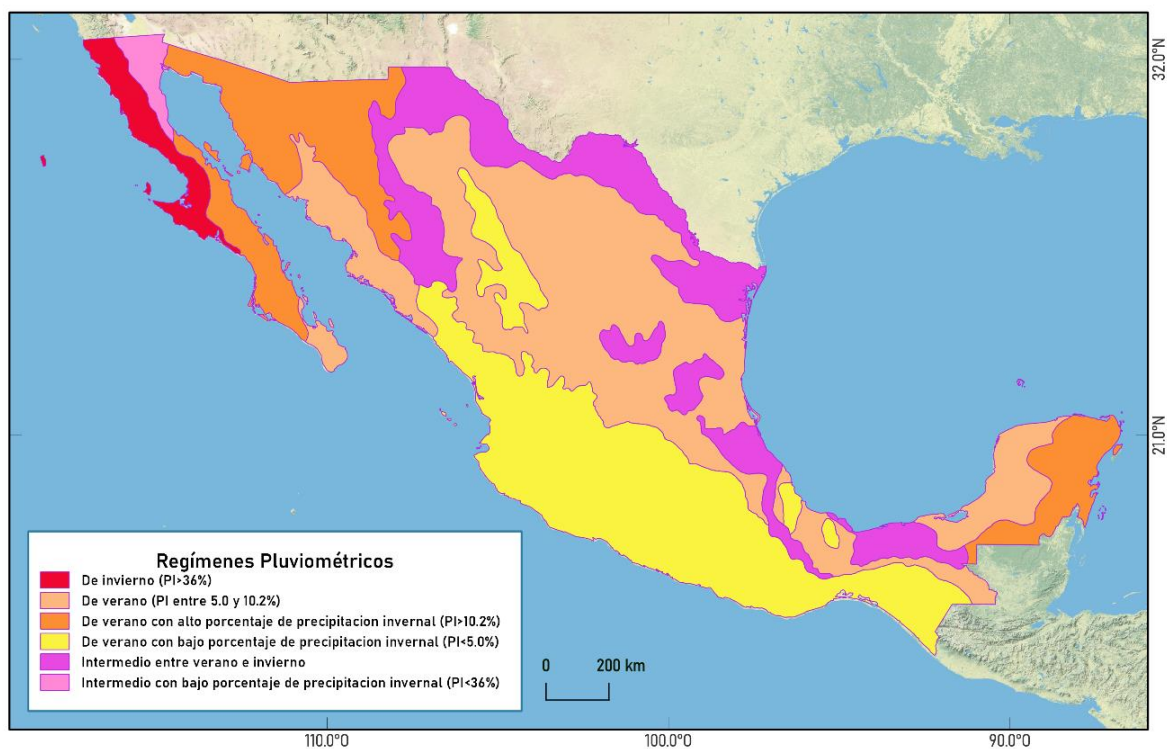 32.0°N
21.0°N
Regímenes Pluviométricos
De invierno (PI>36%)
De verano (PI entre 5.0 y 10.2%)
De verano con alto porcentaje de precipitacion invernal (PI>10.2%)
De verano con bajo porcentaje de precipitacion invernal (PI<5.0%)
Intermedio entre verano e invierno
Intermedio con bajo porcentaje de precipitacion invernal (PI<36%)
0 200 km
110.0°O 100.0°O 90.0°O